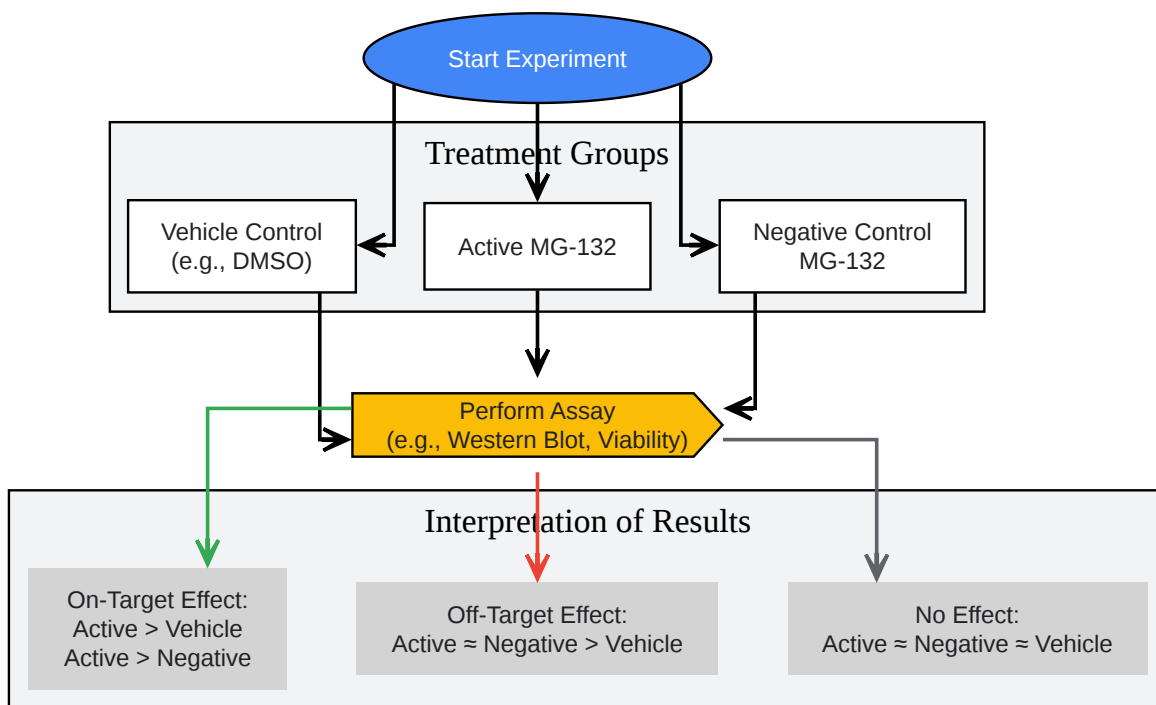 Start Experiment
Treatment Groups
Vehicle Control
(e.g., DMSO)
Active MG-132
Negative Control
MG-132
Perform Assay
(e.g., Western Blot, Viability)
Interpretation of Results
On-Target Effect:
Active > Vehicle
Active > Negative
Off-Target Effect:
Active ≈ Negative > Vehicle
No Effect:
Active ≈ Negative ≈ Vehicle